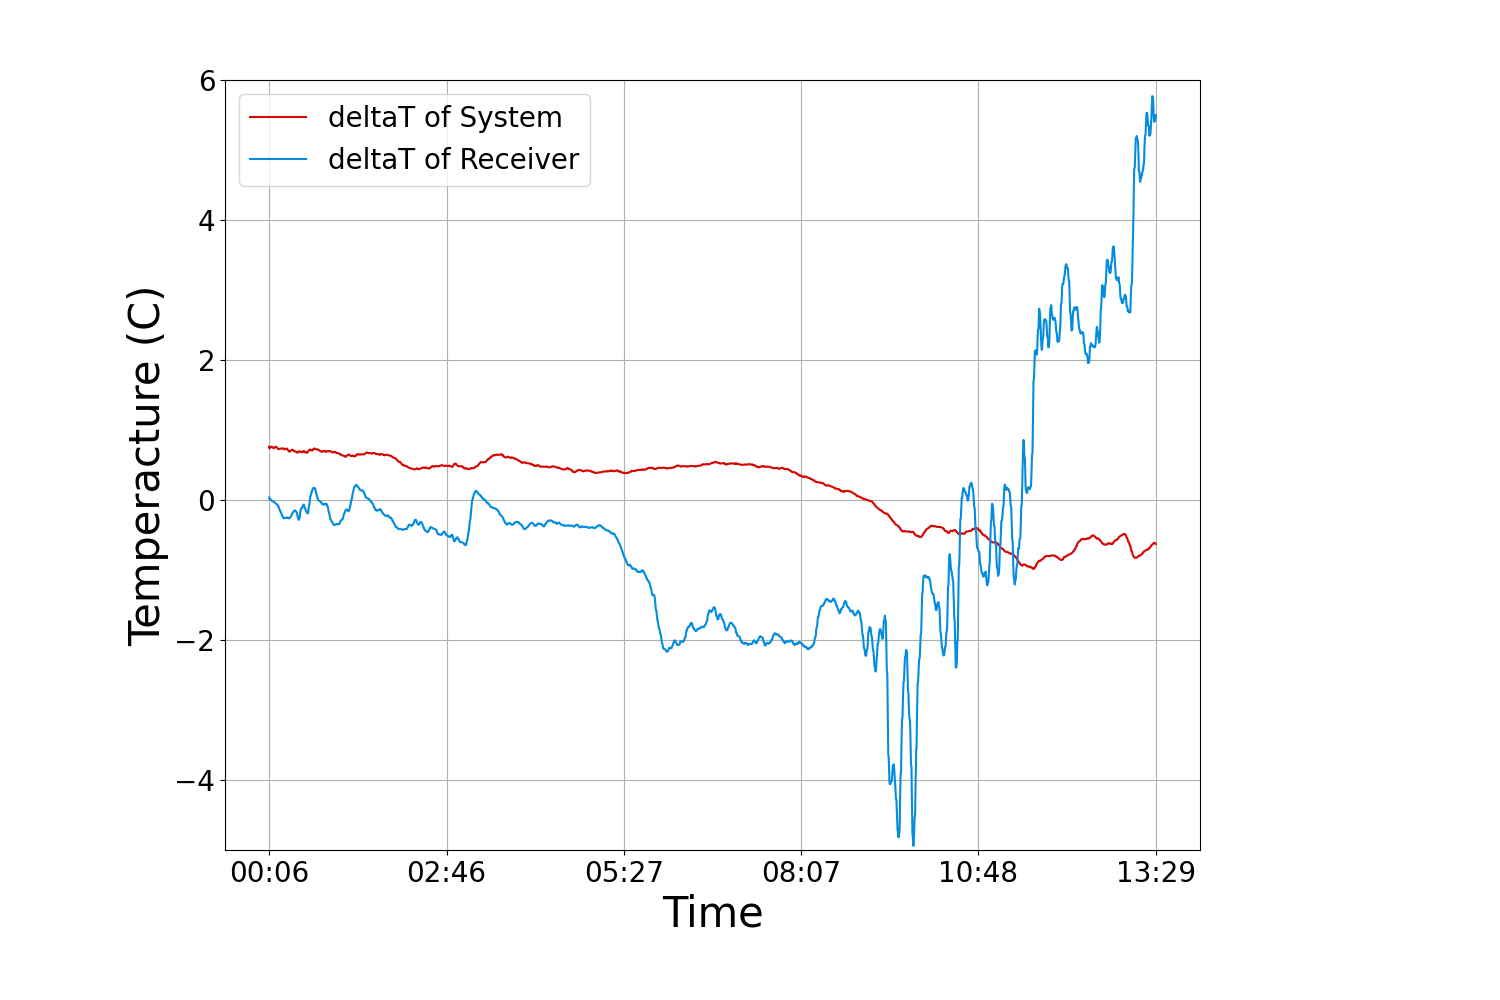 6
deltaT of System
deltaT of Receiver
4
2
0
−2
−4
Temperacture (C)
00:06 02:46 05:27 08:07 10:48 13:29
Time